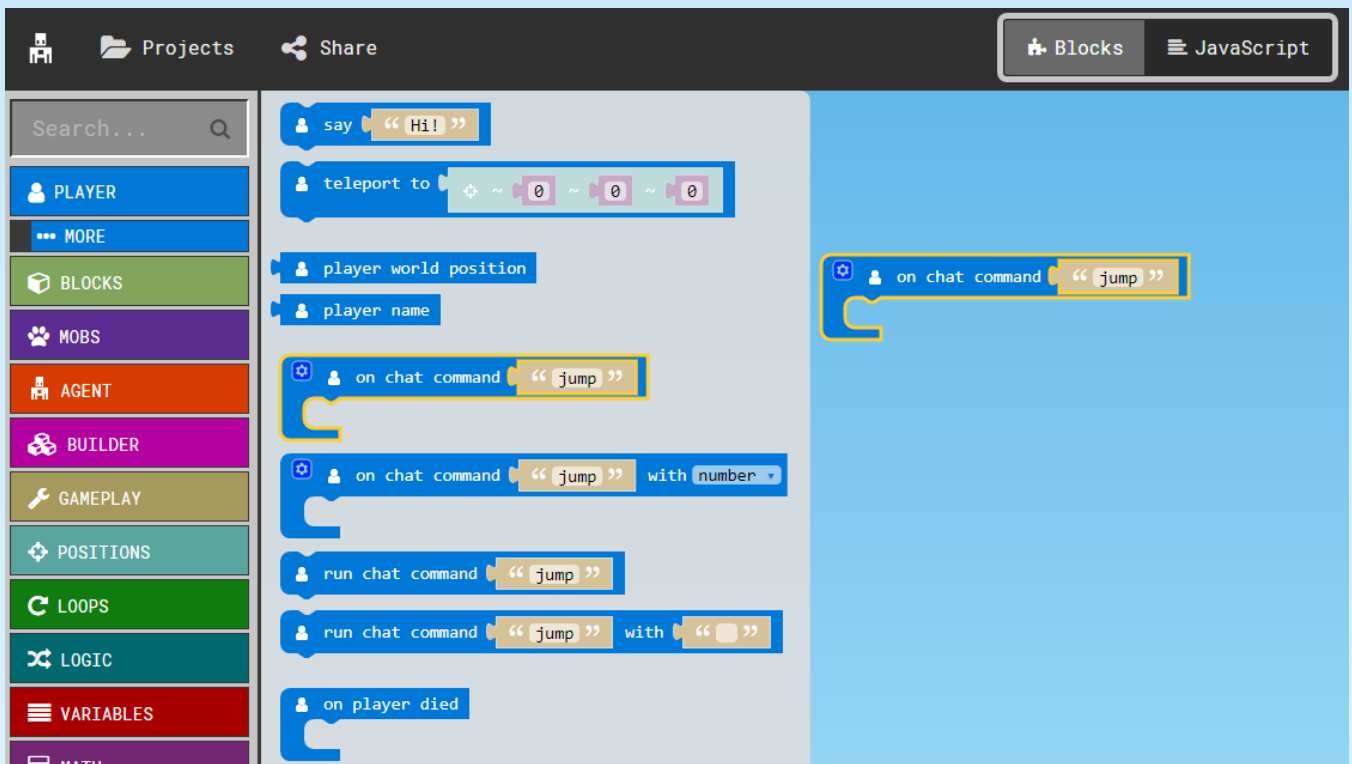 Projects Share Blocks JavaScript
Search...
PLAYER
MORE
BLOCKS
MOBS
AGENT
BUILDER
GAMEPLAY
POSITIONS
LOOPS
LOGIC
VARIABLES
MATH
say “ Hi! ”
teleport to ~ 0 ~ 0 ~ 0
player world position
player name
on chat command “ jump ”
on chat command “ jump ” with number
run chat command “ jump ”
run chat command “ jump ” with “ ”
on player died
on chat command “ jump ”